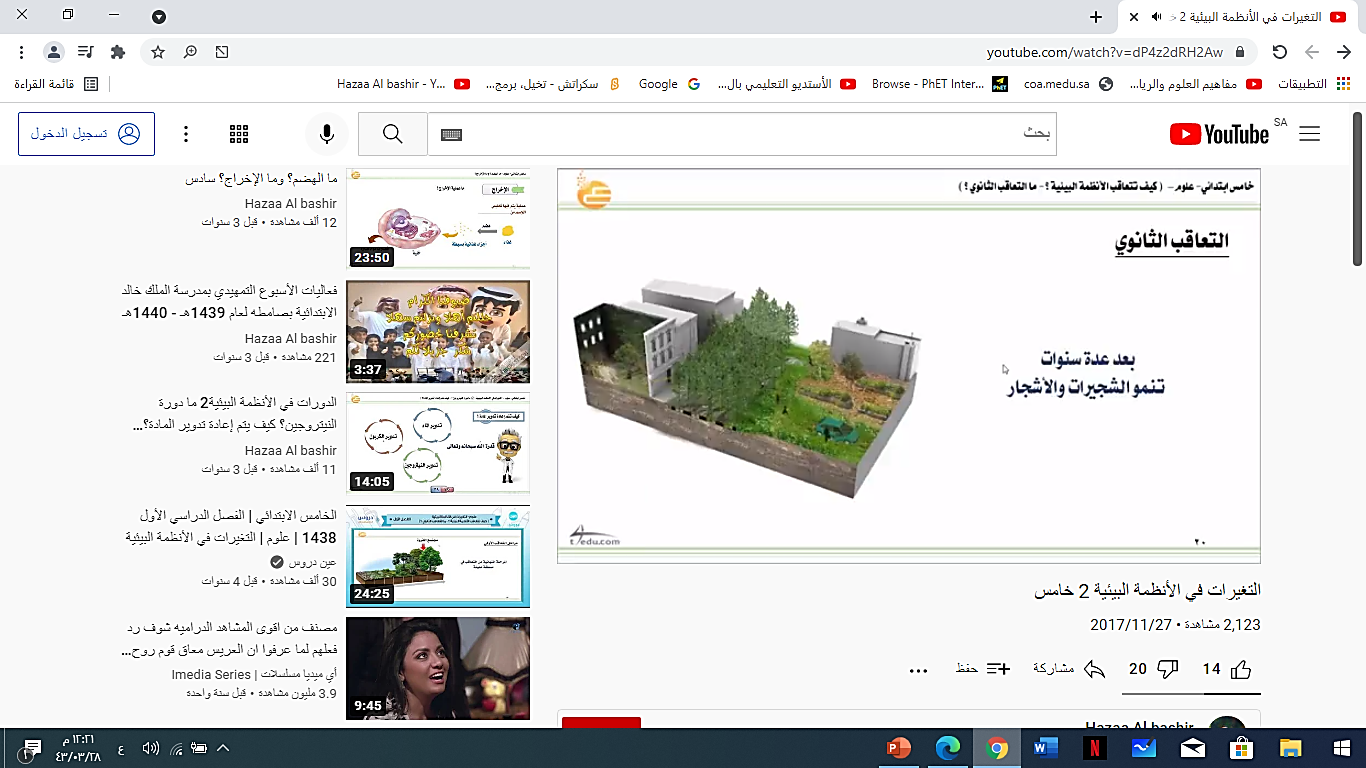 التغيرات في الأنظمة البيئية 2 >
youtube.com/watch?v=dP4z2dRH2Aw
التطبيقات
مفاهيم العلوم والريا...
coa.medu.sa
Browse - PhET Inter...
الأستديو التعليمي بال...
Google
سكراتش - تخيل، برمج...
Hazaa Al bashir - Y...
قائمة القراءة
YouTube SA
بحث
تسجيل الدخول
خامس إبتدائي- علوم – ( كيف تتعاقب الأنظمة البيئية ؟- ما التعاقب الثانوي ؟ )
التعاقب الثانوي
بعد عدة سنوات
تنمو الشجيرات والأشجار
t4edu.com
٢٠
التغيرات في الأنظمة البيئية 2 خامس
2,123 مشاهدة • 2017/11/27
14
20
مشاركة
حفظ
Hazaa Al bashir
ما الهضم؟ وما الإخراج؟ سادس
Hazaa Al bashir
12 ألف مشاهدة • قبل 3 سنوات
الإخراج
23:50
فعاليات الأسبوع التمهيدي بمدرسة الملك خالد
الابتدائية بصامطه لعام 1439هـ - 1440هـ
Hazaa Al bashir
221 مشاهدة • قبل 3 سنوات
3:37
الدورات في الأنظمة البيئية2 ما دورة
النيتروجين؟ كيف يتم إعادة تدوير المادة؟...
Hazaa Al bashir
11 ألف مشاهدة • قبل 3 سنوات
تدوير الماء
تدوير الكربون
تدوير النيتروجين
قدرة الله سبحانه وتعالى
14:05
الخامس الابتدائي | الفصل الدراسي الأول
1438 | علوم | التغيرات في الأنظمة البيئية
عين دروس
30 ألف مشاهدة • قبل 4 سنوات
24:25
مصنف من اقوى المشاهد الدراميه شوف رد
فعلهم لما عرفوا ان العريس معاق قوم روح...
أي ميديا مسلسلات | Imedia Series
3.9 مليون مشاهدة • قبل سنة واحدة
9:45
ع
١٢:٢١ م
٤٣/٠٣/٢٨